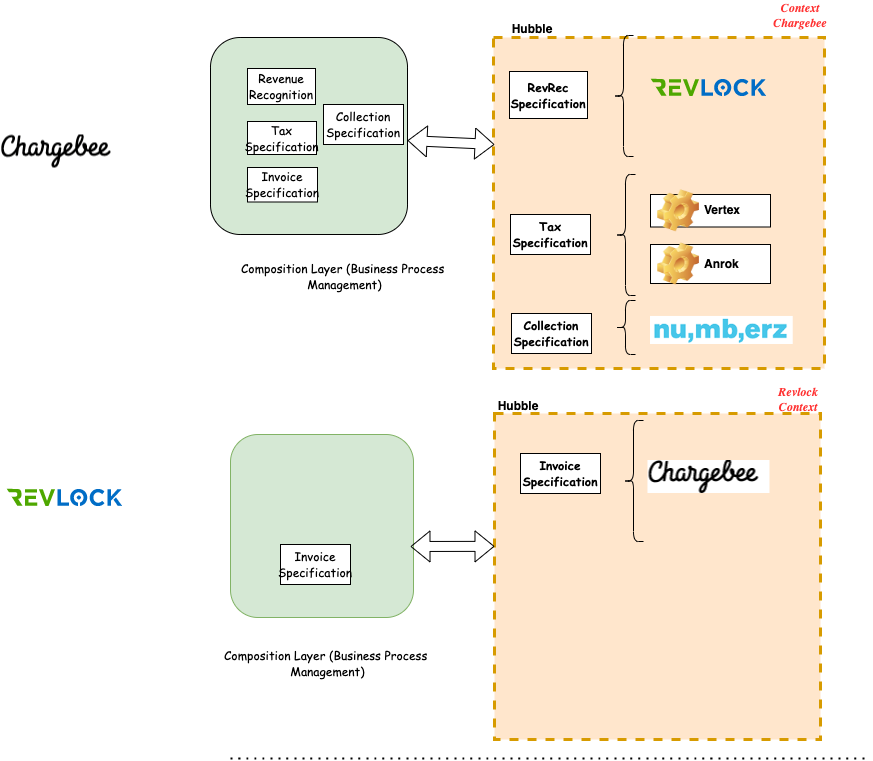 Context
Chargebee
Hubble
Revenue
Recognition
Collection
Specification
Tax
Specification
Invoice
Specification
Chargebee
Composition Layer (Business Process
Management)
RevRec
Specification
REVLOCK
Tax
Specification
Vertex
Anrok
Collection
Specification
nu,mb,erz
Revlock
Context
Hubble
REVLOCK
Invoice
Specification
Composition Layer (Business Process
Management)
Invoice
Specification
Chargebee